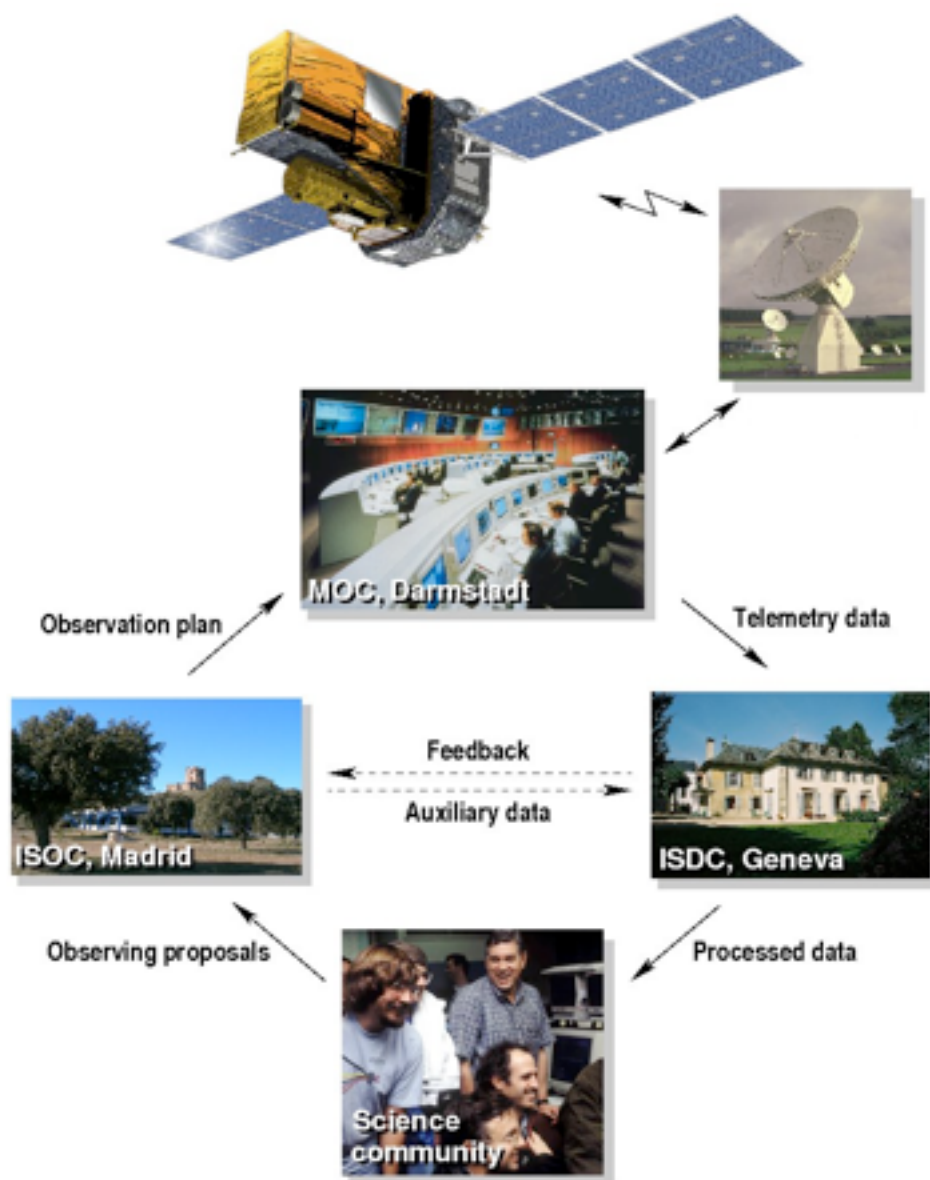 MOC, Darmstadt
Observation plan
Telemetry data
Feedback
Auxiliary data
ISOC, Madrid
ISDC, Geneva
Observing proposals
Processed data
Science
community